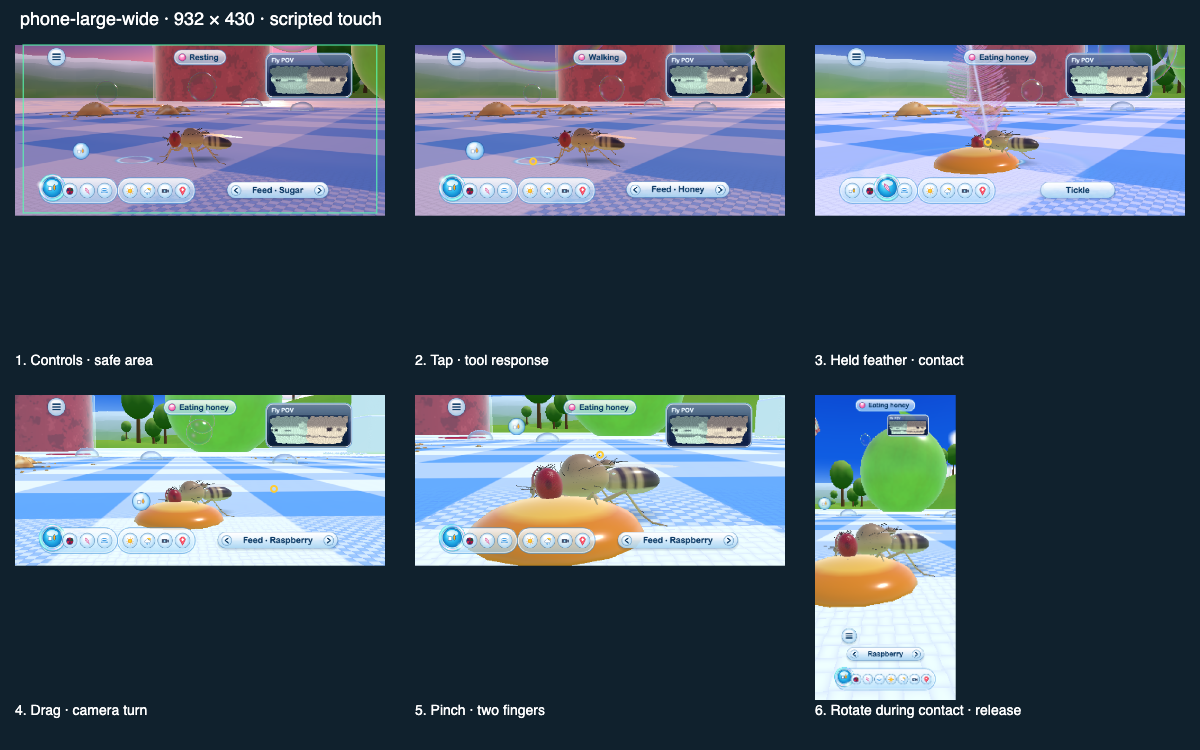 phone-large-wide · 932 × 430 · scripted touch
Resting
Fly POV
Feed · Sugar
Walking
Fly POV
Feed · Honey
Eating honey
Fly POV
Tickle
1. Controls · safe area
2. Tap · tool response
3. Held feather · contact
Eating honey
Fly POV
Feed · Raspberry
Eating honey
Fly POV
Feed · Raspberry
Eating honey
Fly POV
Raspberry
4. Drag · camera turn
5. Pinch · two fingers
6. Rotate during contact · release